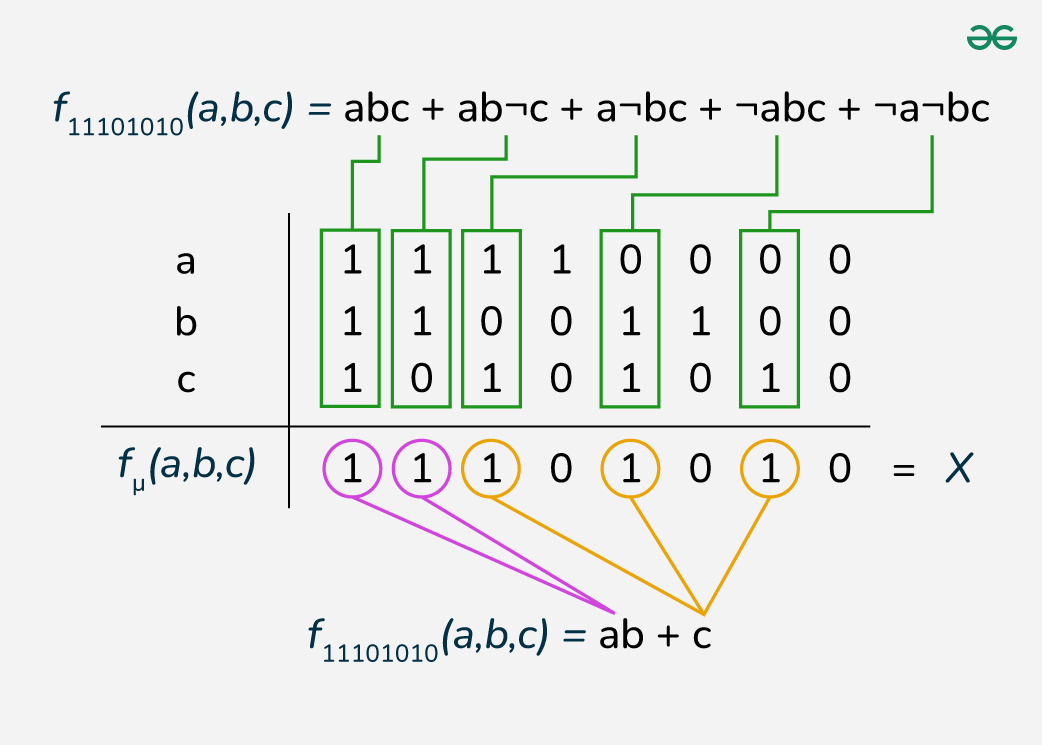 f11101010(a,b,c) = abc + ab¬c + a¬bc + ¬abc + ¬a¬bc
a 1 1 1 1 0 0 0 0
b 1 1 0 0 1 1 0 0
c 1 0 1 0 1 0 1 0
fμ(a,b,c) 1 1 1 0 1 0 1 0 = X
f11101010(a,b,c) = ab + c